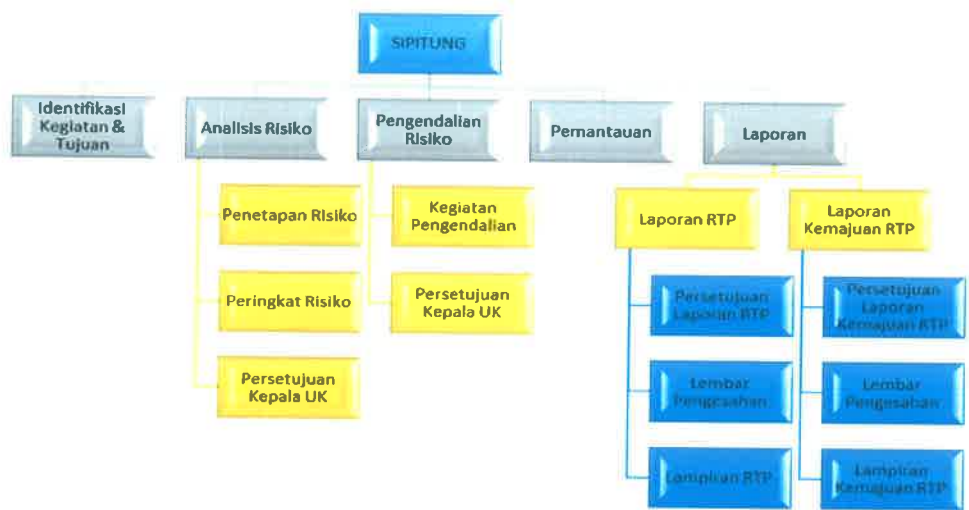 SIPITUNG
Identifikasi
Kegiatan &
Tujuan
Analisis Risiko
Pengendalian
Risiko
Pemantauan
Laporan
Penetapan Risiko
Peringkat Risiko
Persetujuan
Kepala UK
Kegiatan
Pengendalian
Persetujuan
Kepala UK
Laporan RTP
Persetujuan
Laporan RTP
Lembar
Pengesahan
Lampiran RTP
Laporan
Kemajuan RTP
Persetujuan
Laporan
Kemajuan RTP
Lembar
Pengesahan
Lampiran
Kemajuan RTP